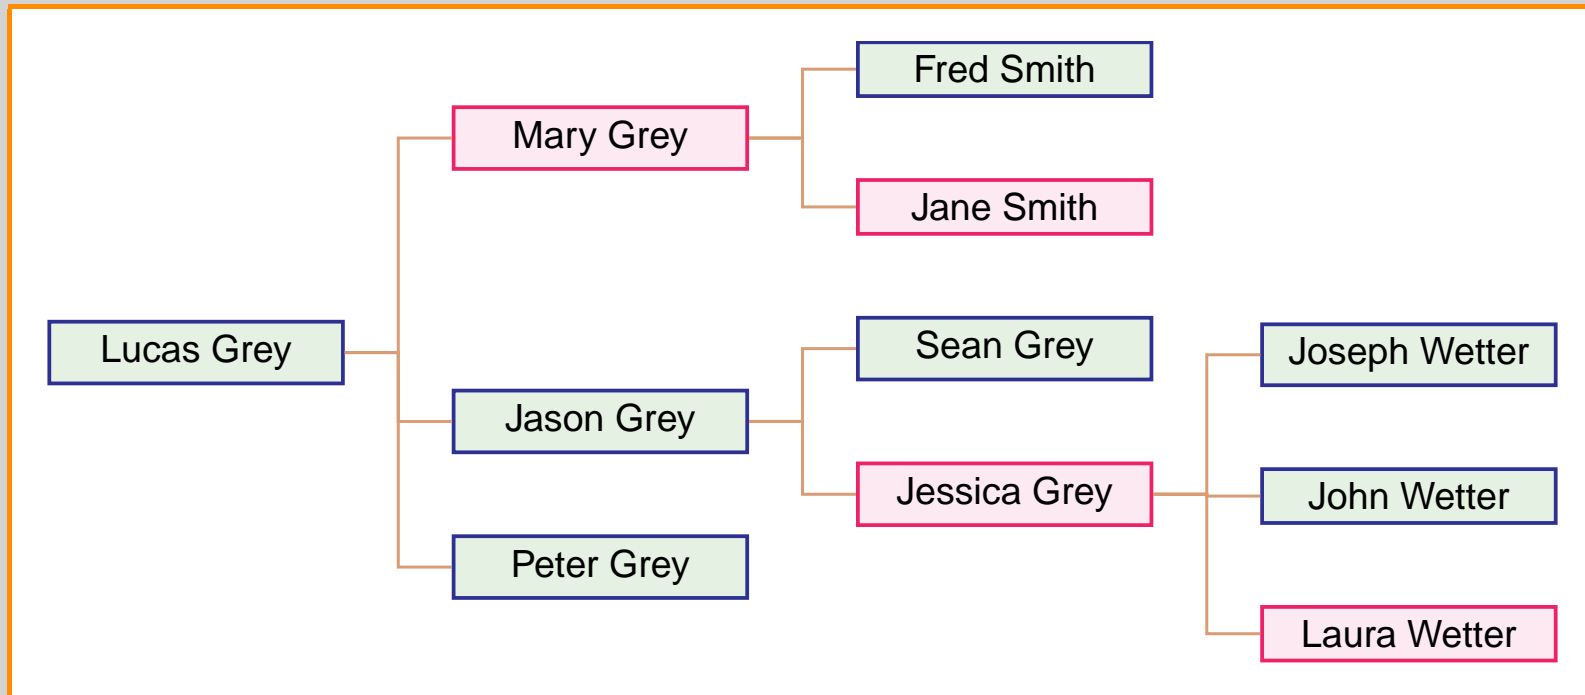 Fred Smith
Mary Grey
Jane Smith
Lucas Grey
Sean Grey
Joseph Wetter
Jason Grey
Jessica Grey
John Wetter
Peter Grey
Laura Wetter